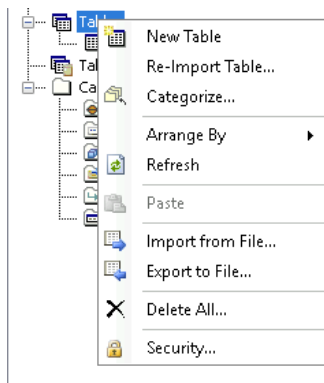 New Table
Re-Import Table...
Categorize...
Arrange By
Refresh
Paste
Import from File...
Export to File...
Delete All...
Security...